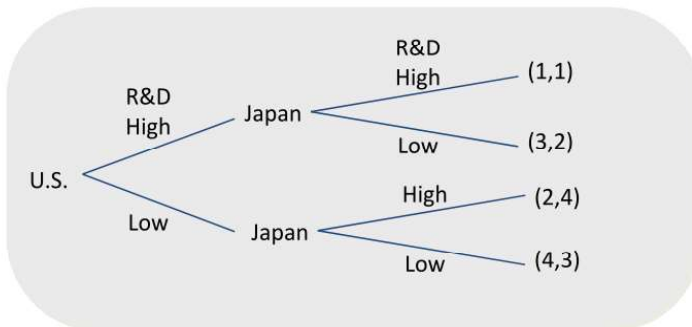 R&D
High
(1,1)
R&D
High
Japan
Low
(3,2)
U.S.
High
(2,4)
Low
Japan
Low
(4,3)